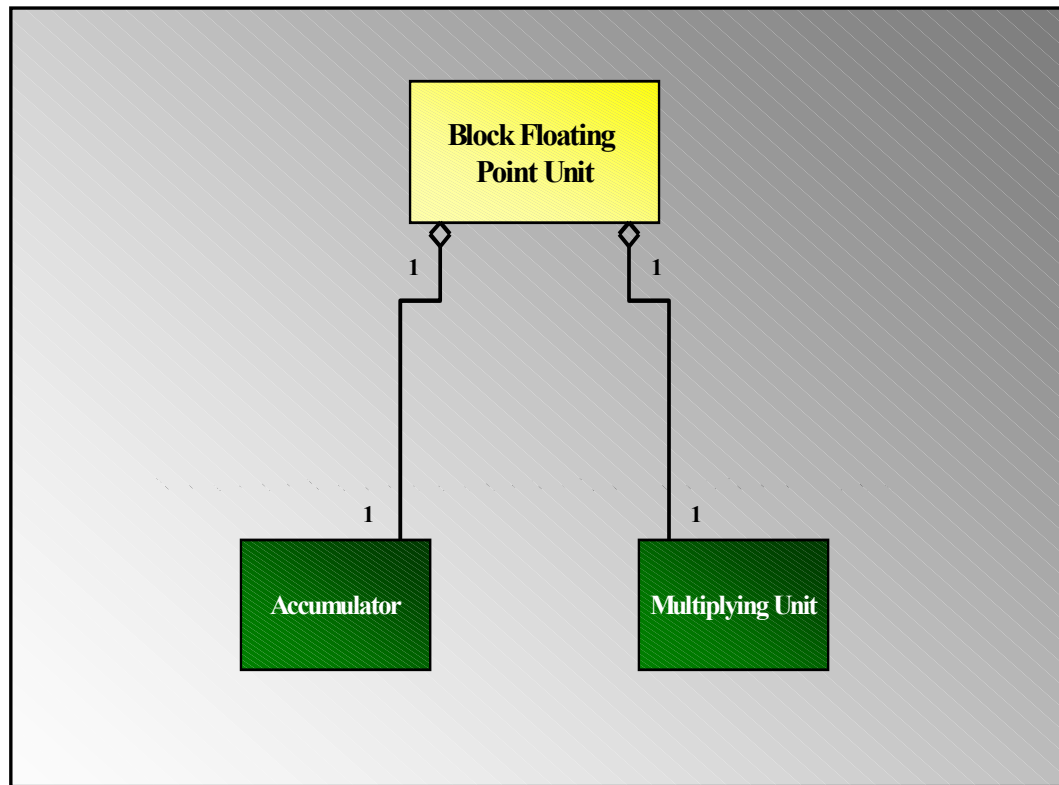 Block Floating
Point Unit
1 1
1 1
Accumulator Multiplying Unit